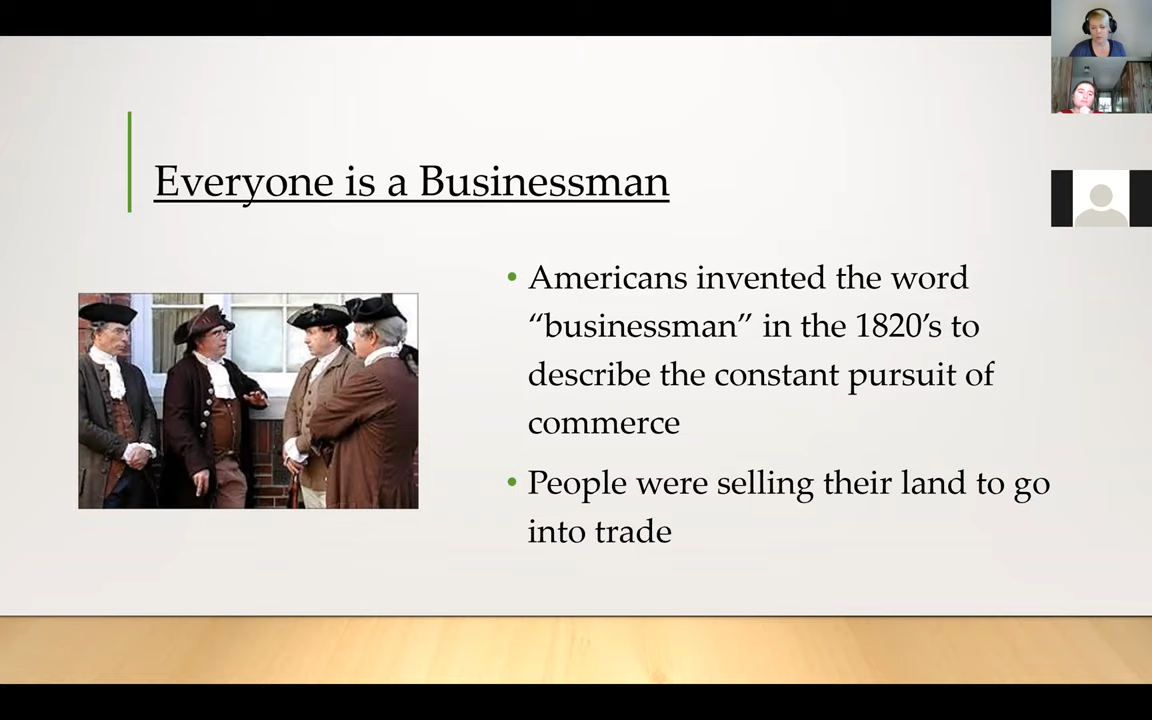 Everyone is a Businessman
• Americans invented the word
“businessman” in the 1820’s to
describe the constant pursuit of
commerce
• People were selling their land to go
into trade